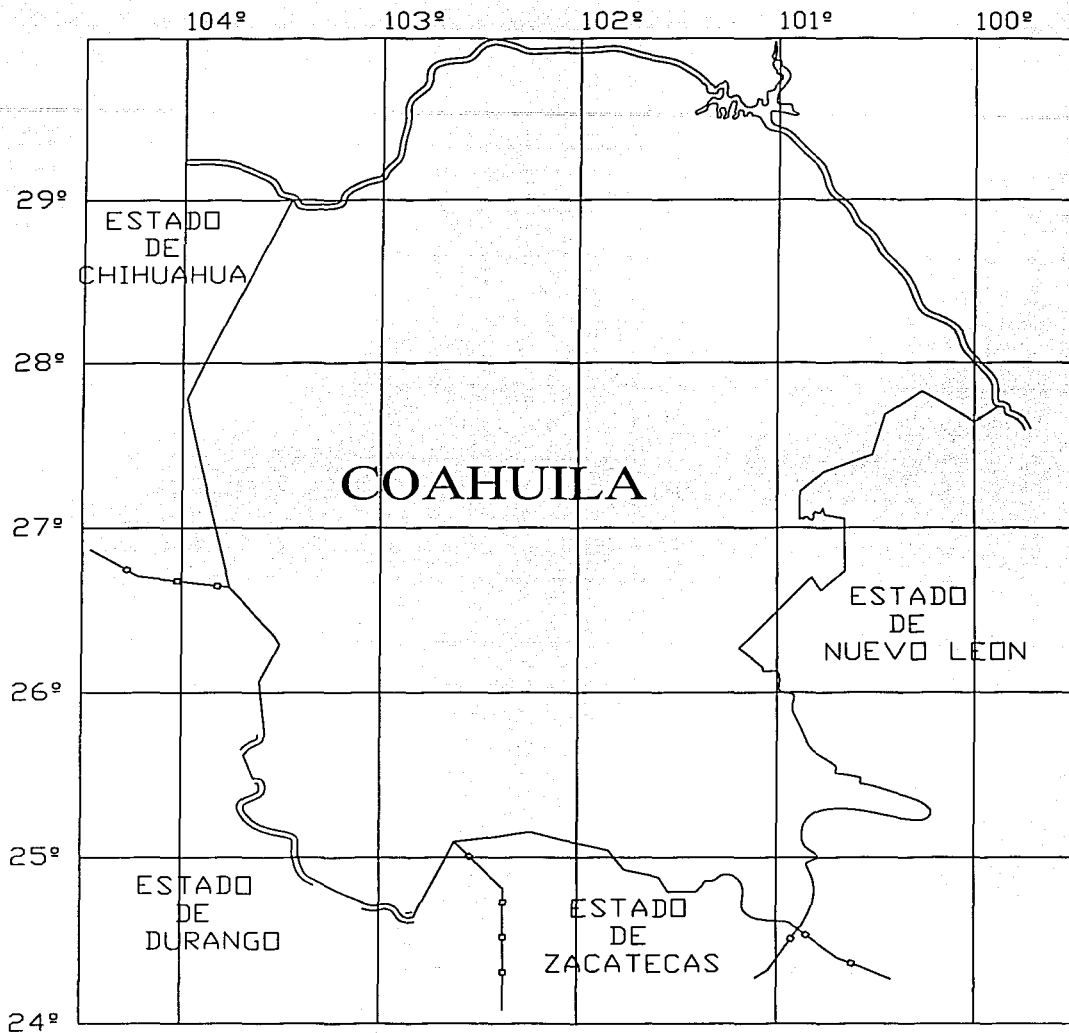 104º 103º 102º 101º 100º
29º
ESTADO
DE
CHIHUAHUA
28º
COAHUILA
27º
ESTADO
DE
NUEVO LEON
26º
25º
ESTADO
DE
DURANGO
ESTADO
DE
ZACATECAS
24º